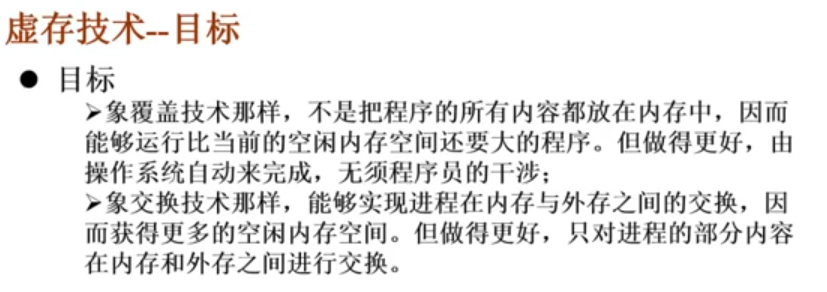 虚存技术--目标
● 目标
➢象覆盖技术那样，不是把程序的所有内容都放在内存中，因而
能够运行比当前的空闲内存空间还要大的程序。但做得更好，由
操作系统自动来完成，无须程序员的干涉；
➢象交换技术那样，能够实现进程在内存与外存之间的交换，因
而获得更多的空闲内存空间。但做得更好，只对进程的部分内容
在内存和外存之间进行交换。